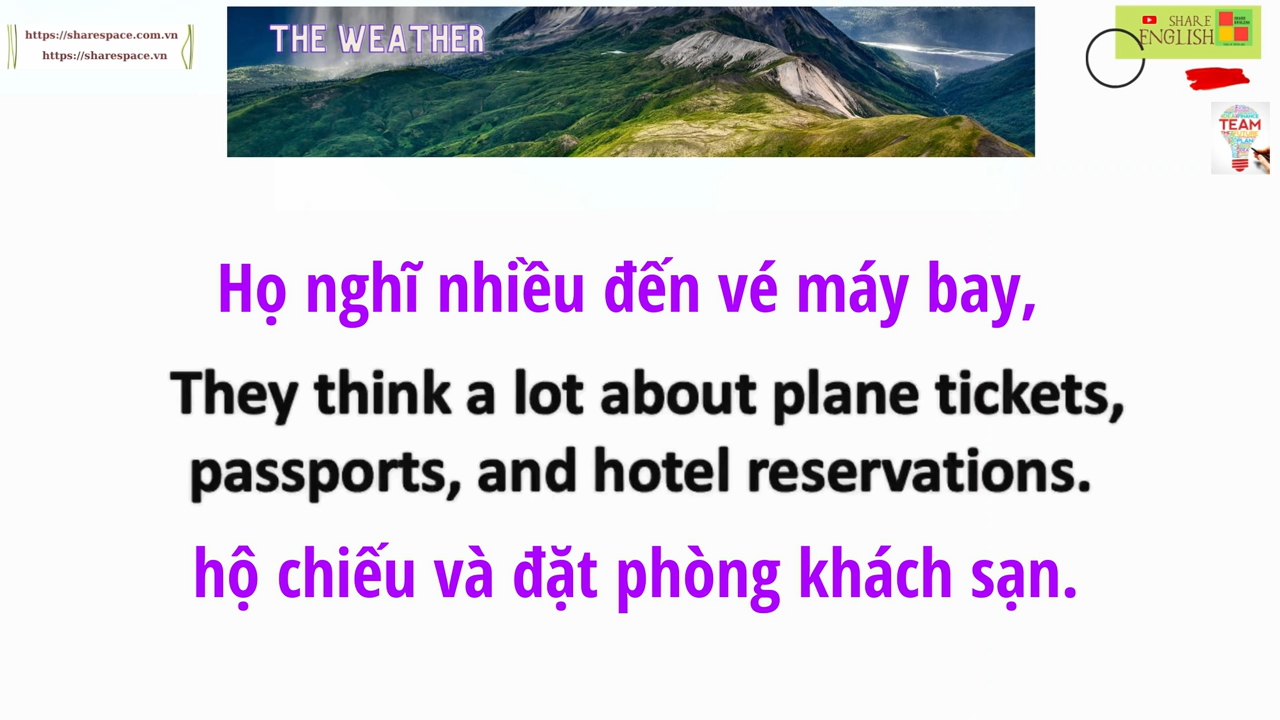 https://sharespace.com.vn
https://sharespace.vn
THE WEATHER
SHARE
ENGLISH
TEAM
PLAN
Họ nghĩ nhiều đến vé máy bay,
They think a lot about plane tickets,
passports, and hotel reservations.
hộ chiếu và đặt phòng khách sạn.